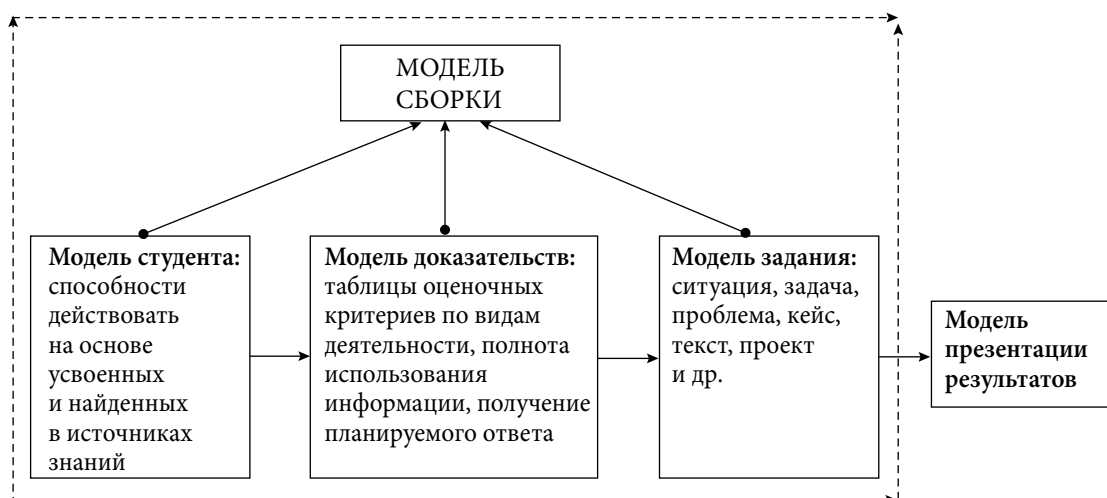 МОДЕЛЬ
СБОРКИ
Модель студента:
способности
действовать
на основе
усвоенных
и найденных
в источниках
знаний
Модель доказательств:
таблицы оценочных
критериев по видам
деятельности, полнота
использования
информации, получение
планируемого ответа
Модель задания:
ситуация, задача,
проблема, кейс,
текст, проект
и др.
Модель
презентации
результатов